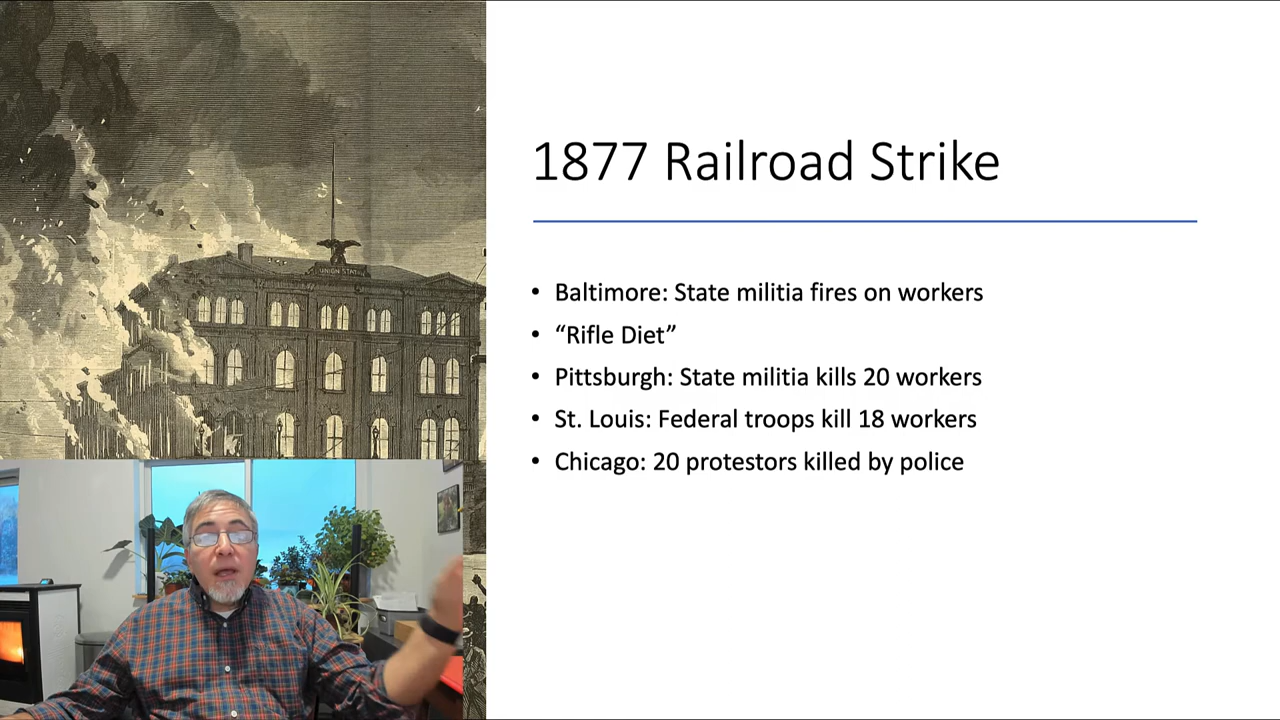 UNION STAT
1877 Railroad Strike
• Baltimore: State militia fires on workers
• “Rifle Diet”
• Pittsburgh: State militia kills 20 workers
• St. Louis: Federal troops kill 18 workers
• Chicago: 20 protestors killed by police